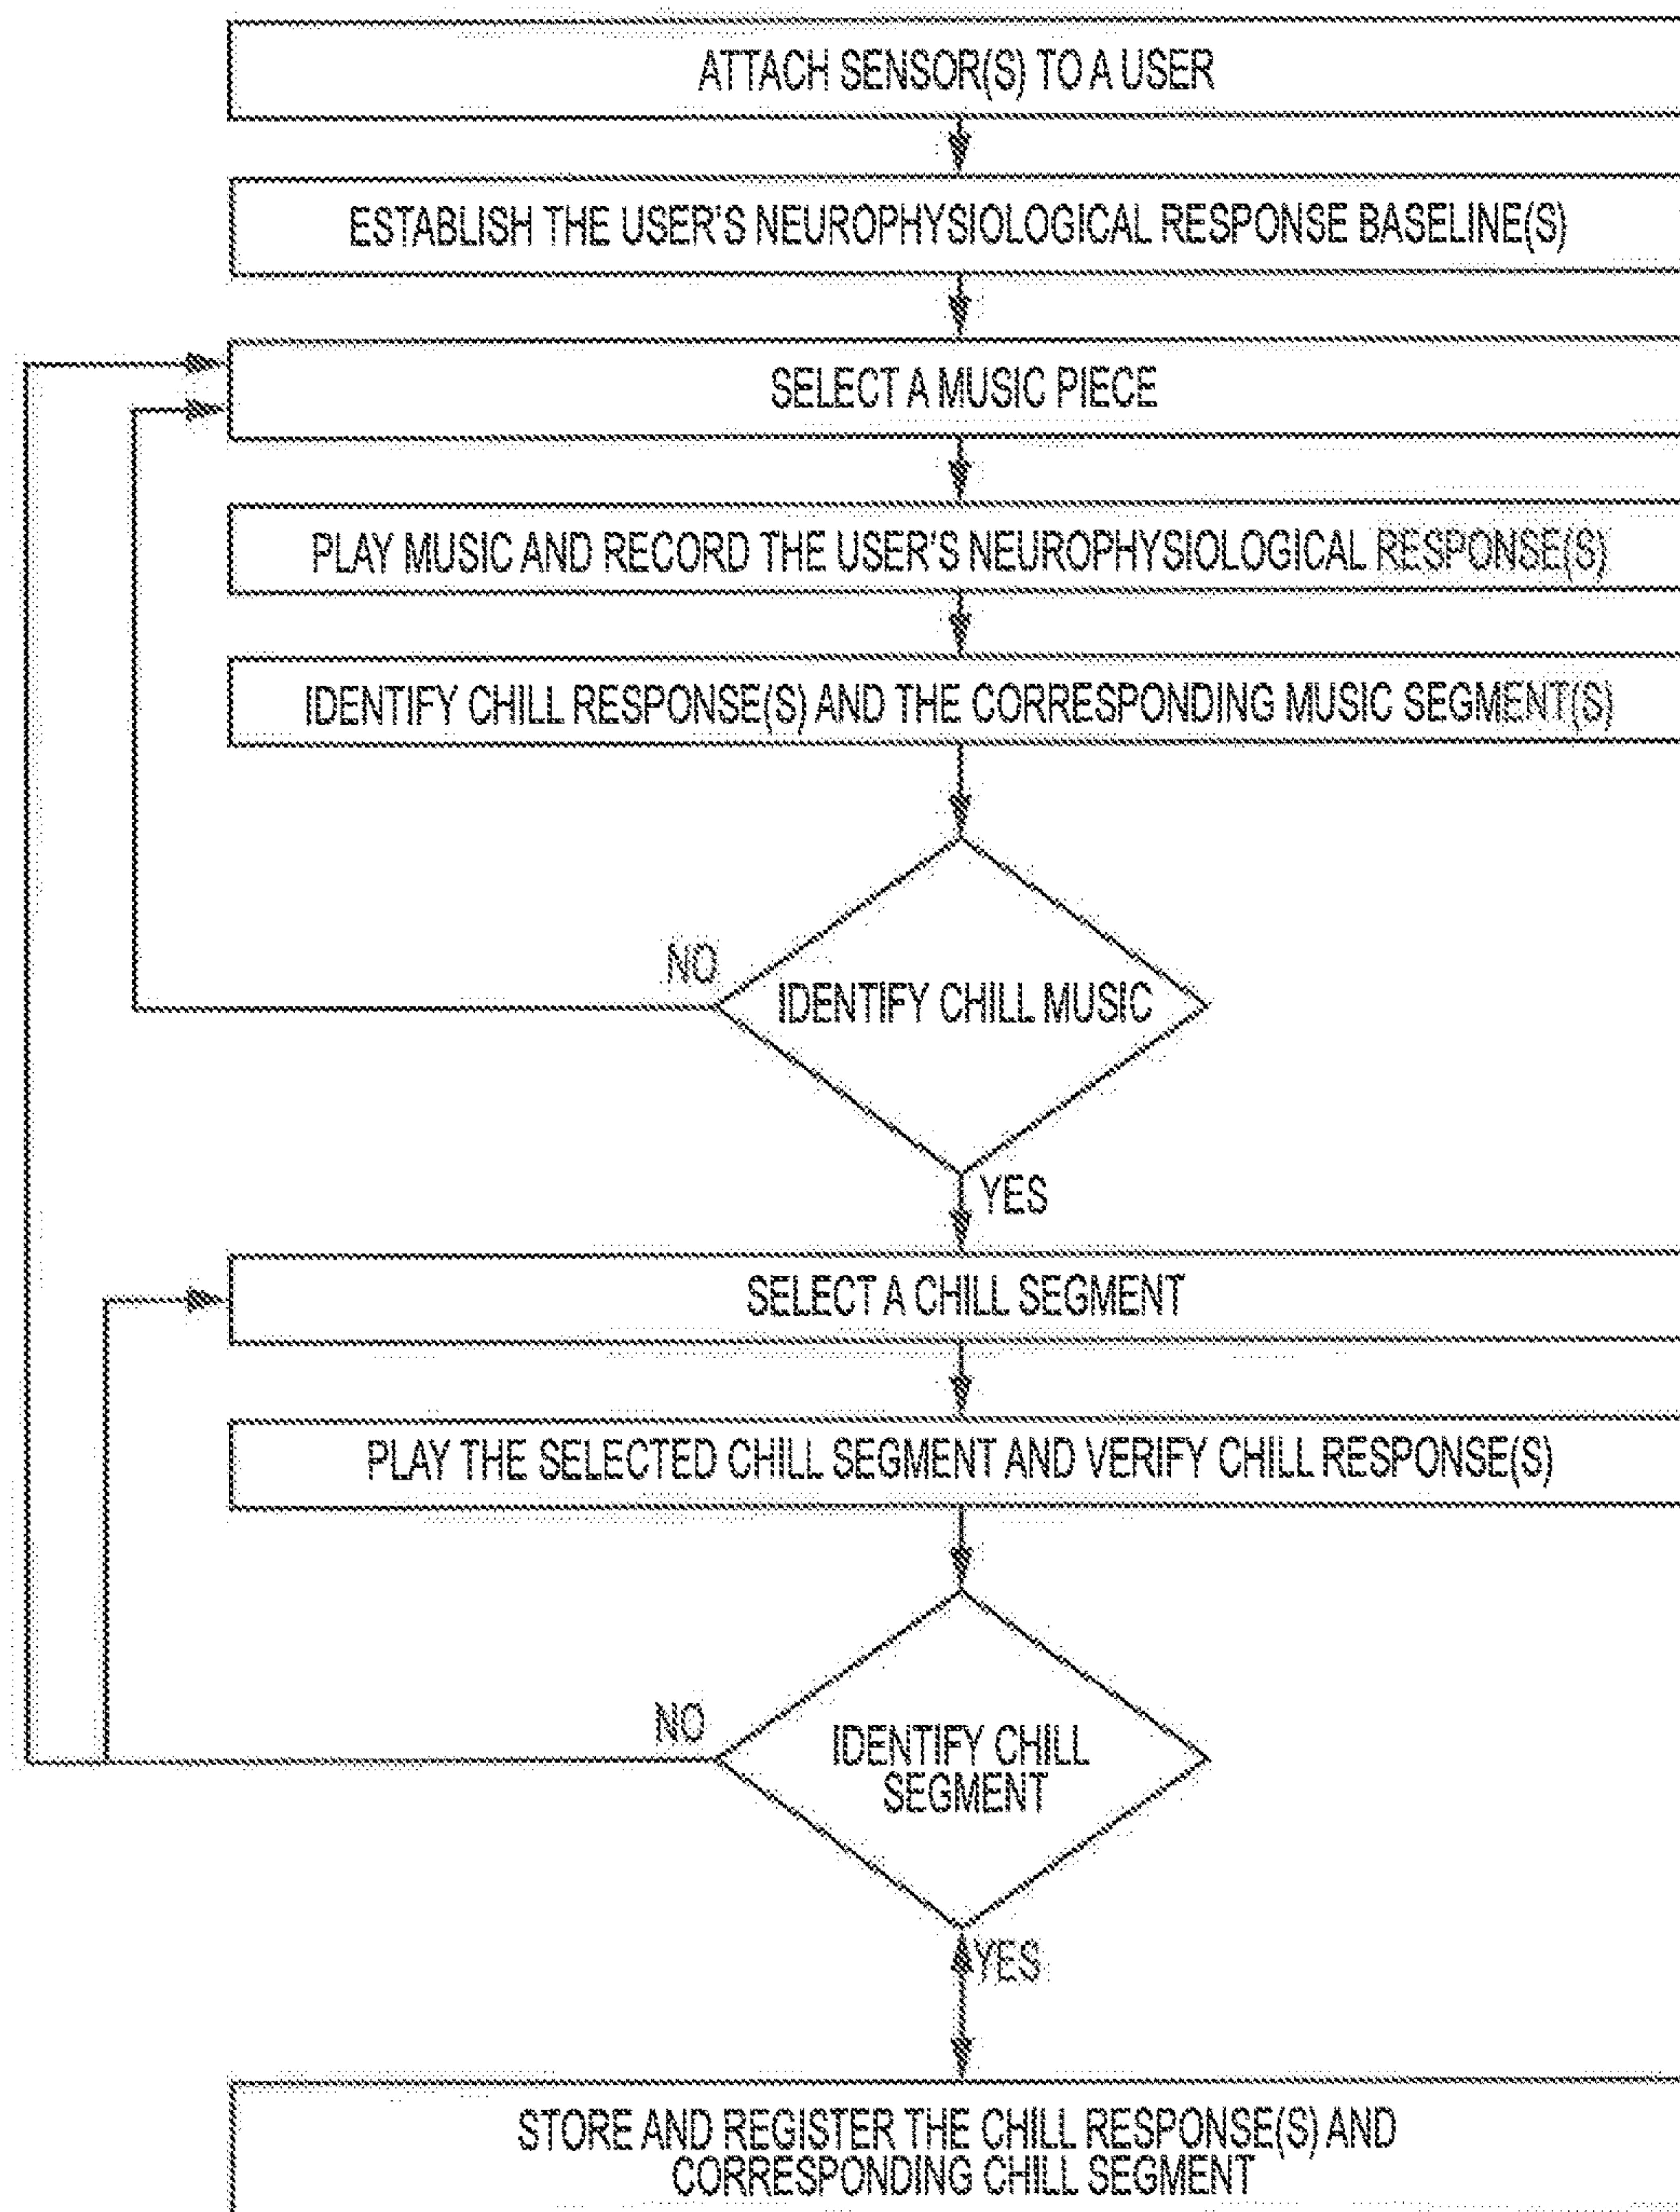 ATTACH SENSOR(S) TO A USER
ESTABLISH THE USER'S NEUROPHYSIOLOGICAL RESPONSE BASELINE(S)
SELECT A MUSIC PIECE
PLAY MUSIC AND RECORD THE USER'S NEUROPHYSIOLOGICAL RESPONSE(S)
IDENTIFY CHILL RESPONSE(S) AND THE CORRESPONDING MUSIC SEGMENT(S)
NO
IDENTIFY CHILL MUSIC
YES
SELECT A CHILL SEGMENT
PLAY THE SELECTED CHILL SEGMENT AND VERIFY CHILL RESPONSE(S)
NO
IDENTIFY CHILL
SEGMENT
YES
STORE AND REGISTER THE CHILL RESPONSE(S) AND
CORRESPONDING CHILL SEGMENT